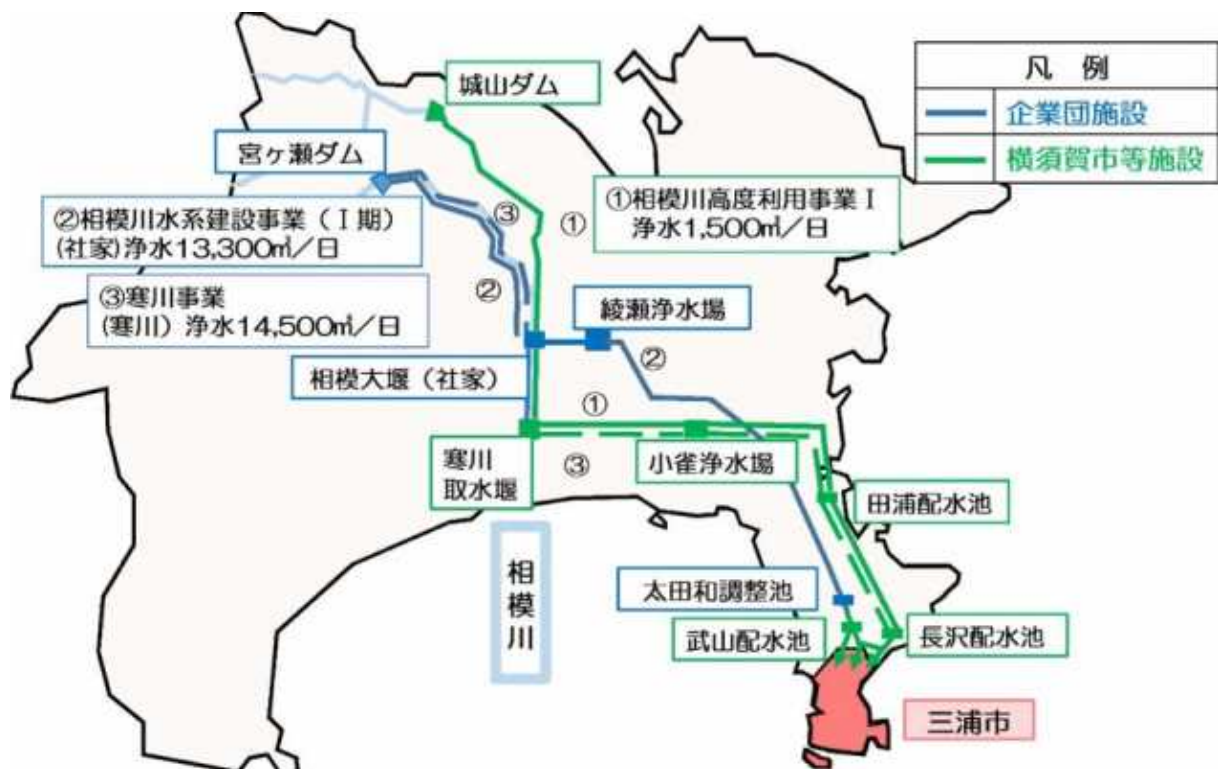 城山ダム
凡 例
企業団施設
横須賀市等施設
宮ヶ瀬ダム
②相模川水系建設事業（Ⅰ期）
(社家)浄水13,300㎥／日
③
①
①相模川高度利用事業Ⅰ
浄水1,500㎥／日
③寒川事業
(寒川）浄水14,500㎥／日
②
綾瀬浄水場
②
相模大堰（社家）
①
寒川
取水堰
③
小雀浄水場
田浦配水池
相模川
太田和調整池
武山配水池
長沢配水池
三浦市